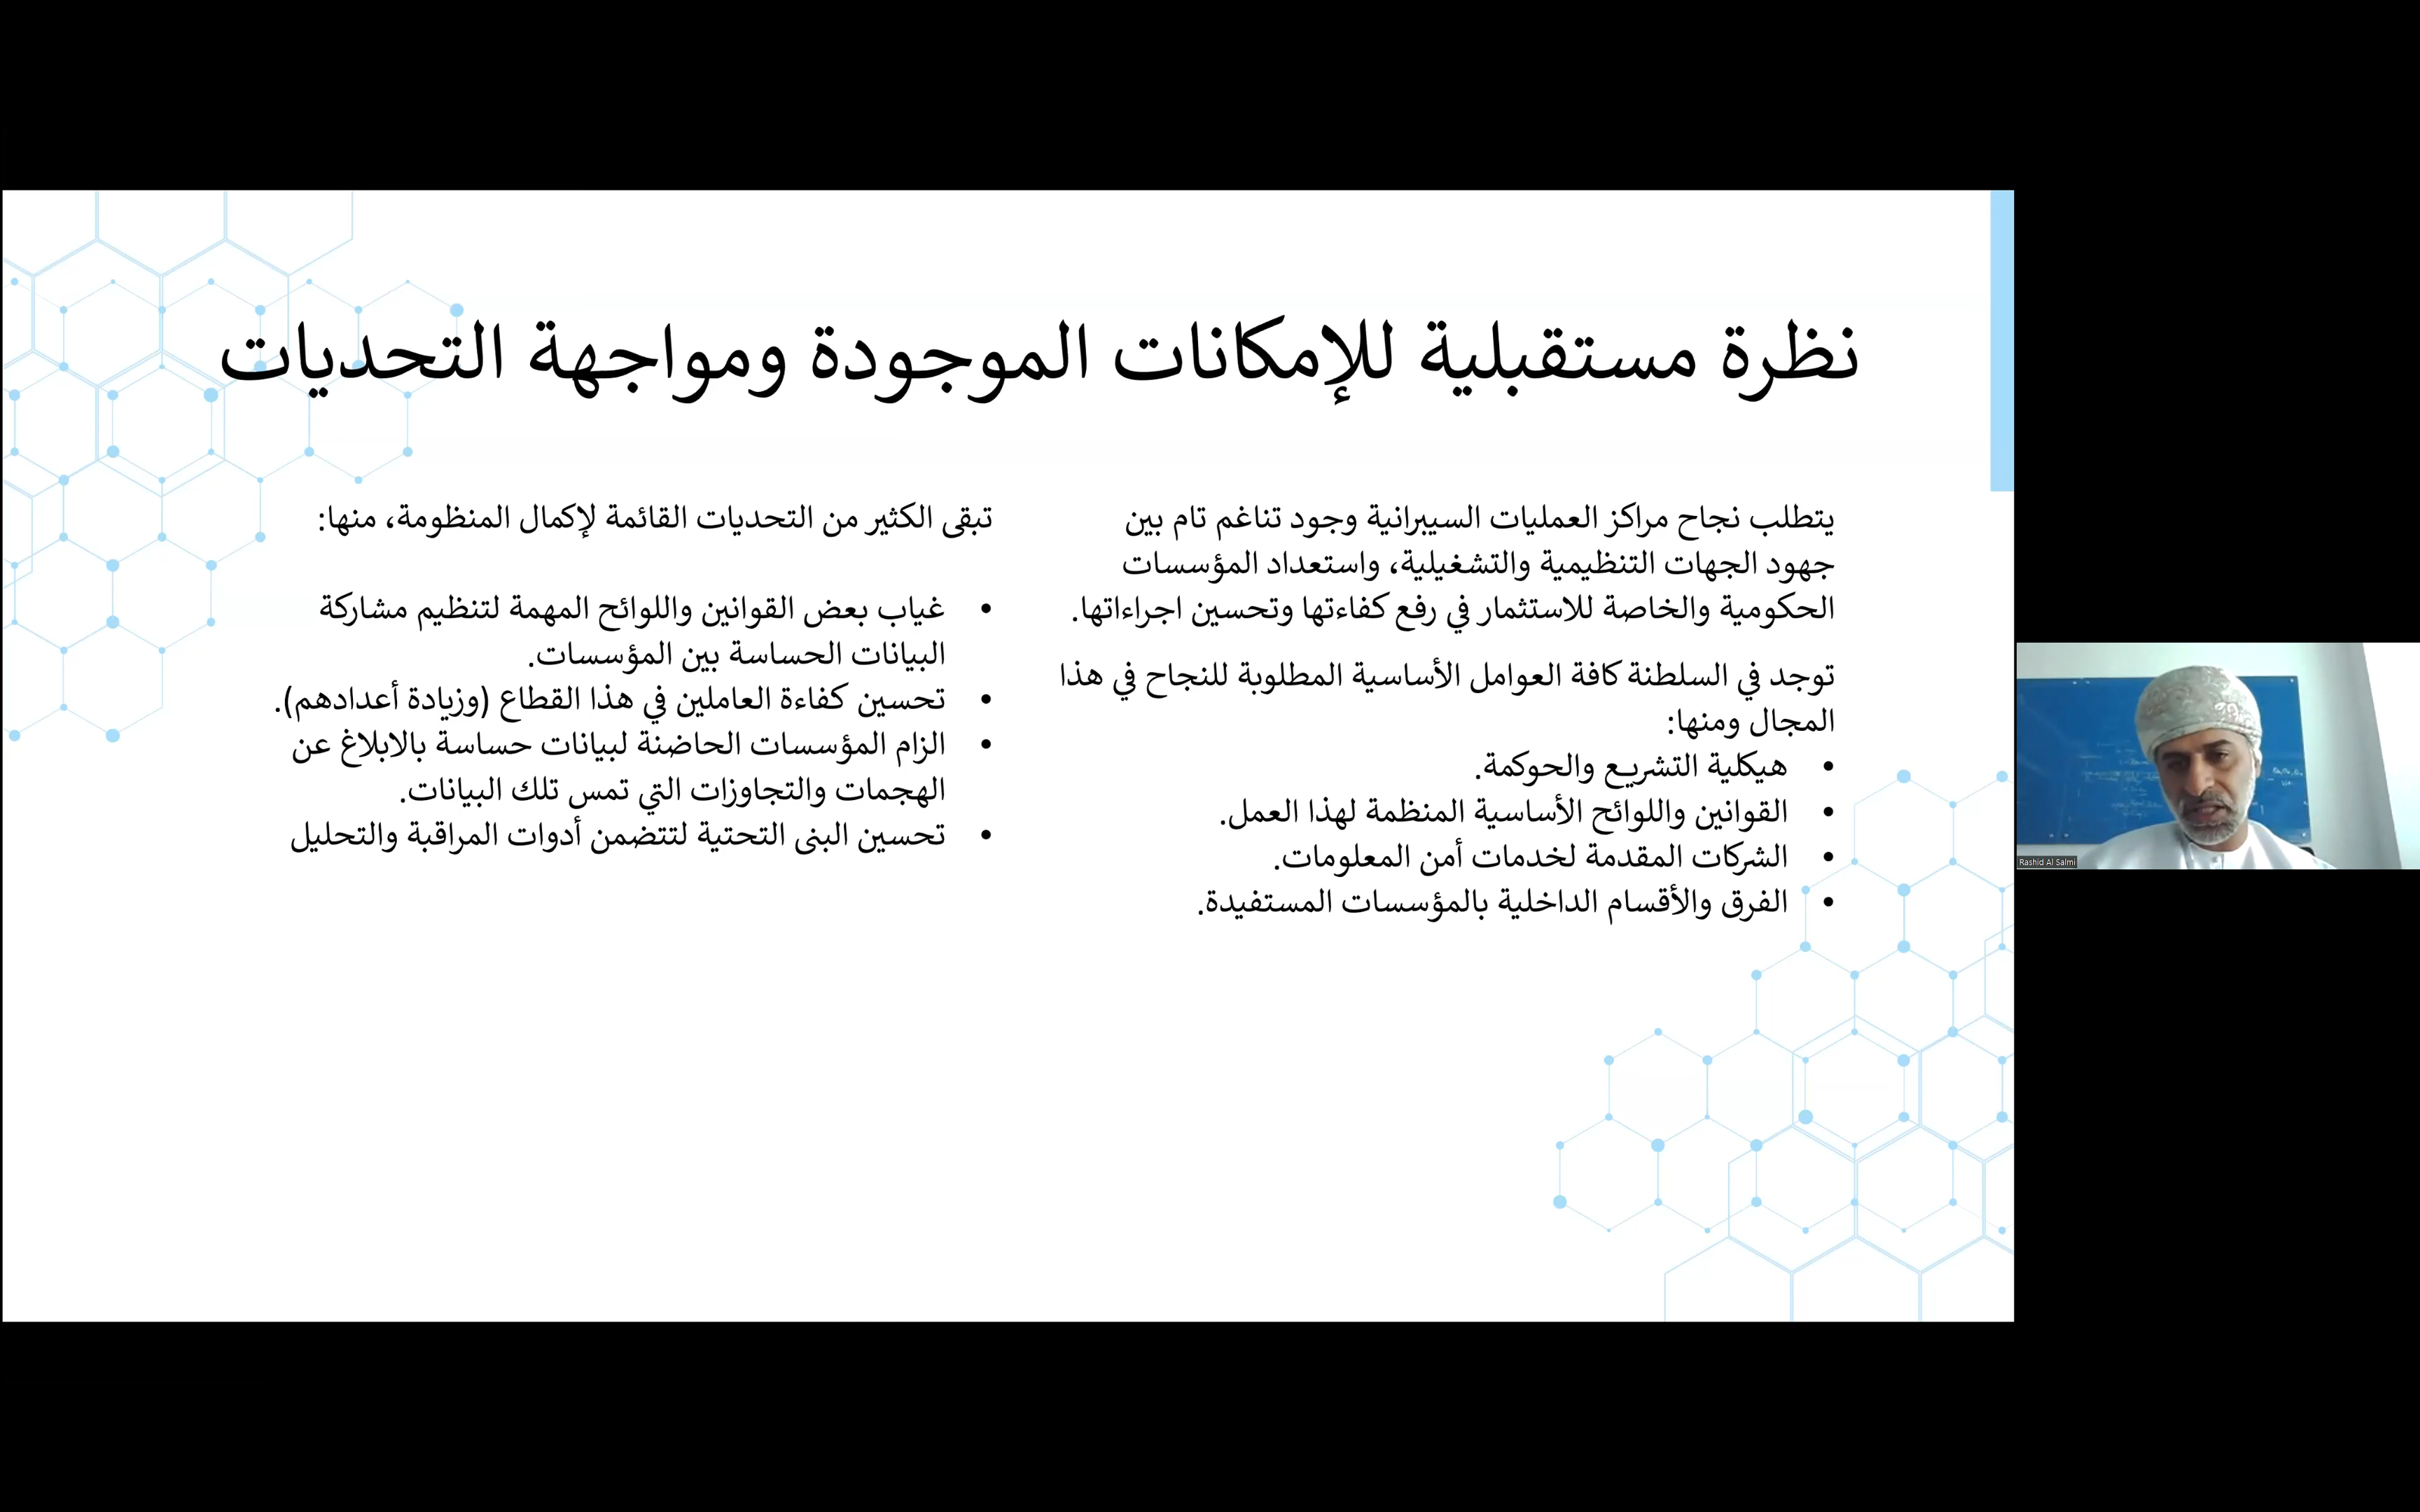 نظرة مستقبلية للإمكانات الموجودة ومواجهة التحديات
يتطلب نجاح مراكز العمليات السيبرانية وجود تناغم تام بين
جهود الجهات التنظيمية والتشغيلية، واستعداد المؤسسات
الحكومية والخاصة للاستثمار في رفع كفاءتها وتحسين اجراءاتها.
توجد في السلطنة كافة العوامل الأساسية المطلوبة للنجاح في هذا
المجال ومنها:
• هيكلية التشريع والحوكمة.
• القوانين واللوائح الأساسية المنظمة لهذا العمل.
• الشركات المقدمة لخدمات أمن المعلومات.
• الفرق والأقسام الداخلية بالمؤسسات المستفيدة.
تبقى الكثير من التحديات القائمة لإكمال المنظومة، منها:
• غياب بعض القوانين واللوائح المهمة لتنظيم مشاركة
البيانات الحساسة بين المؤسسات.
• تحسين كفاءة العاملين في هذا القطاع (وزيادة أعدادهم).
• الزام المؤسسات الحاضنة لبيانات حساسة بالابلاغ عن
الهجمات والتجاوزات التي تمس تلك البيانات.
• تحسين البنى التحتية لتتضمن أدوات المراقبة والتحليل
Rashid Al Salmi